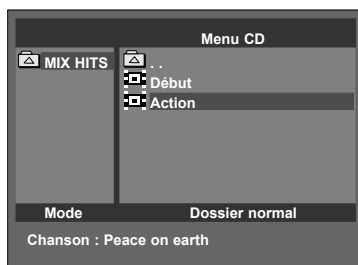 Menu CD
MIX HITS
. .
Début
Action
Mode Dossier normal
Chanson : Peace on earth